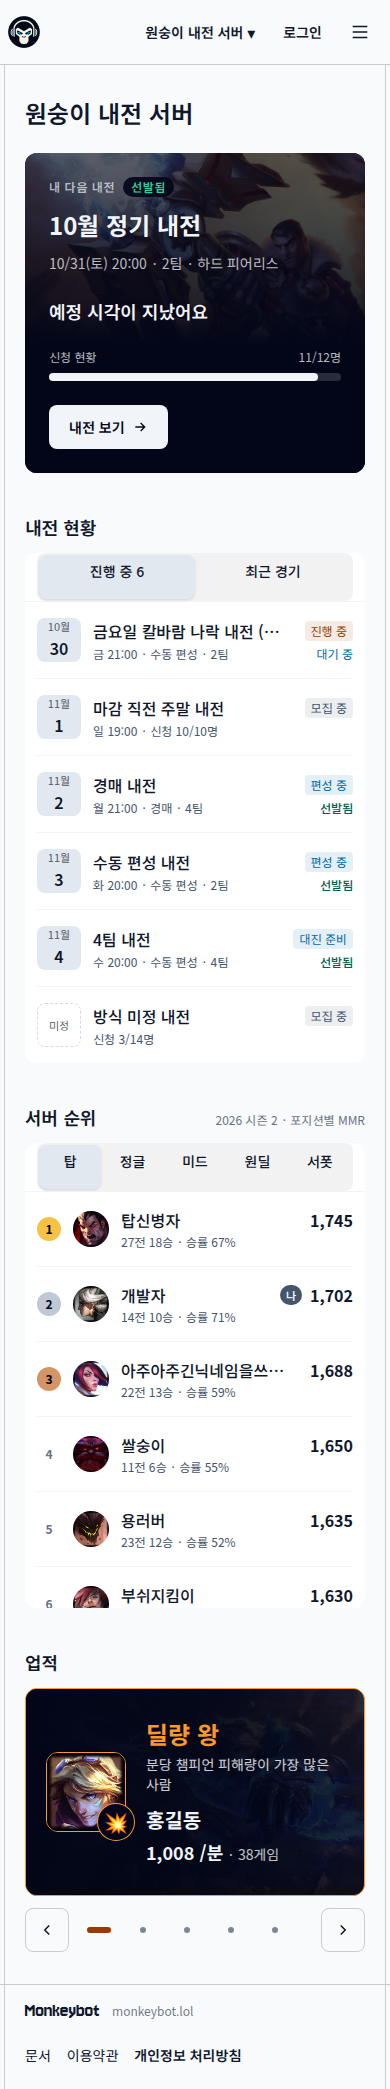 원숭이 내전 서버 ▼
로그인
원숭이 내전 서버
내 다음 내전 선발됨
10월 정기 내전
10/31(토) 20:00 · 2팀 · 하드 피어리스
예정 시각이 지났어요
신청 현황 11/12명
내전 보기 →
내전 현황
진행 중 6 최근 경기
10월
30
금요일 칼바람 나락 내전 (…
진행 중
금 21:00 · 수동 편성 · 2팀
대기 중
11월
1
마감 직전 주말 내전
모집 중
일 19:00 · 신청 10/10명
11월
2
경매 내전
편성 중
월 21:00 · 경매 · 4팀
선발됨
11월
3
수동 편성 내전
편성 중
화 20:00 · 수동 편성 · 2팀
선발됨
11월
4
4팀 내전
대진 준비
수 20:00 · 수동 편성 · 4팀
선발됨
미정
방식 미정 내전
모집 중
신청 3/14명
서버 순위
2026 시즌 2 · 포지션별 MMR
탑 정글 미드 원딜 서폿
1
탑신병자
1,745
27전 18승 · 승률 67%
2
개발자
나 1,702
14전 10승 · 승률 71%
3
아주아주긴닉네임을쓰…
1,688
22전 13승 · 승률 59%
4
쌀숭이
1,650
11전 6승 · 승률 55%
5
용러버
1,635
23전 12승 · 승률 52%
6
부쉬지킴이
1,630
업적
딜량 왕
분당 챔피언 피해량이 가장 많은
사람
홍길동
1,008 /분 · 38게임
Monkeybot monkeybot.lol
문서 이용약관 개인정보 처리방침